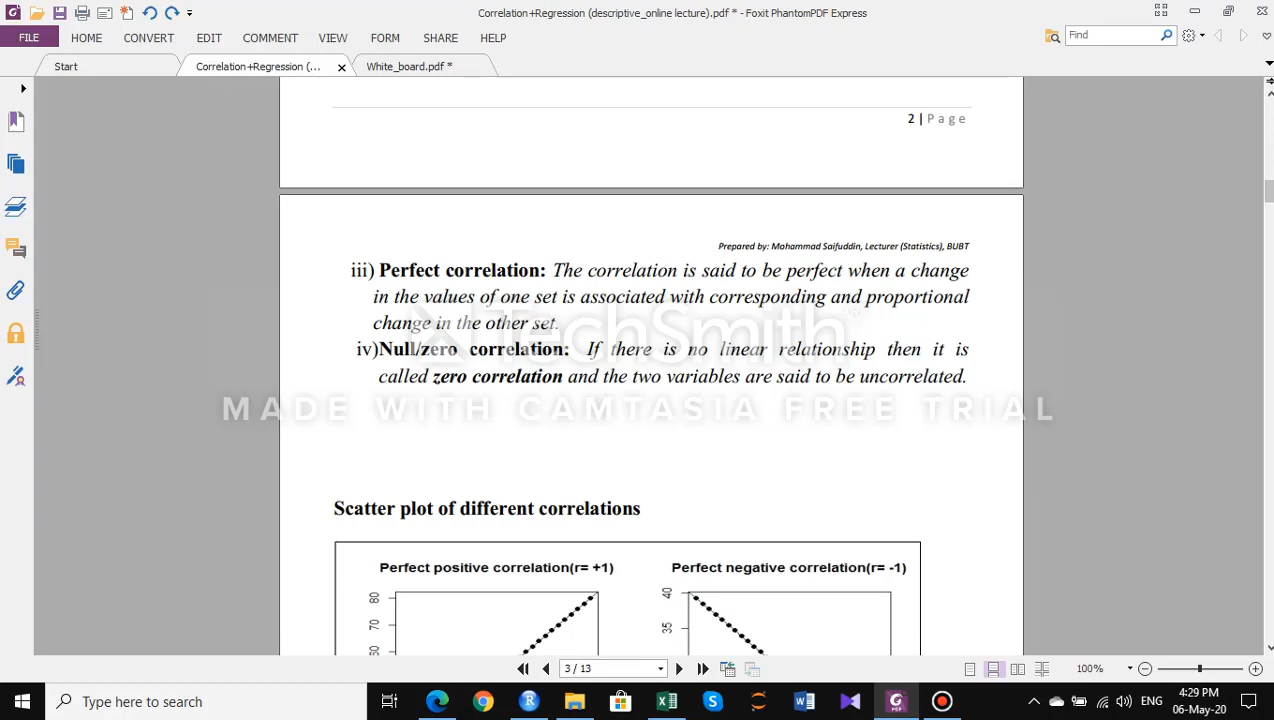 Correlation+Regression (descriptive_online lecture).pdf * - Foxit PhantomPDF Express
FILE HOME CONVERT EDIT COMMENT VIEW FORM SHARE HELP Find
Start Correlation+Regression (... White_board.pdf *
2 | Page
Prepared by: Mohammad Saifuddin, Lecturer (Statistics), BUBT
iii) Perfect correlation: The correlation is said to be perfect when a change
in the values of one set is associated with corresponding and proportional
change in the other set.
TechSmith
iv)Null/zero correlation: If there is no linear relationship then it is
called zero correlation and the two variables are said to be uncorrelated.
MADE WITH CAMTASIA FREE TRIAL
Scatter plot of different correlations
Perfect positive correlation(r= +1) Perfect negative correlation(r= -1)
80 40
70 35
60
3 / 13 100%
Type here to search ENG 4:29 PM
06-May-20